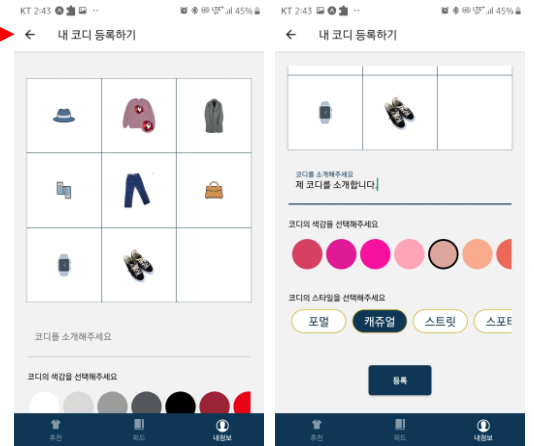 KT 2:43
45%
내 코디 등록하기
코디를 소개해주세요
코디의 색감을 선택해주세요
추천
피드
내정보
KT 2:43
45%
내 코디 등록하기
코디를 소개해주세요
제 코디를 소개합니다.
코디의 색감을 선택해주세요
코디의 스타일을 선택해주세요
포멀
캐쥬얼
스트릿
스포티
등록
추천
피드
내정보